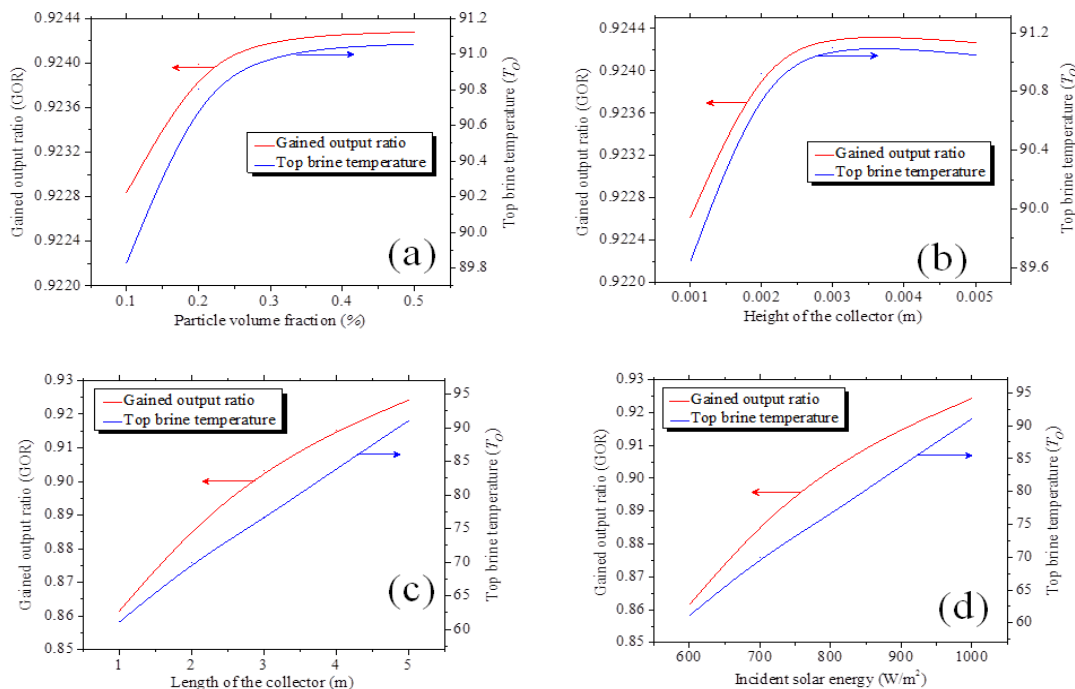 0.9244
0.9240
0.9236
0.9232
0.9228
0.9224
0.9220
Gained output ratio (GOR)
91.2
91.0
90.8
90.6
90.4
90.2
90.0
89.8
Top brine temperature (T_O)
Gained output ratio
Top brine temperature
(a)
0.1 0.2 0.3 0.4 0.5
Particle volume fraction (%)
0.9244
0.9240
0.9236
0.9232
0.9228
0.9224
0.9220
Gained output ratio (GOR)
91.2
90.8
90.4
90.0
89.6
Top brine temperature (T_O)
Gained output ratio
Top brine temperature
(b)
0.001 0.002 0.003 0.004 0.005
Height of the collector (m)
0.93
0.92
0.91
0.90
0.89
0.88
0.87
0.86
0.85
Gained output ratio (GOR)
95
90
85
80
75
70
65
60
Top brine temperature (T_O)
Gained output ratio
Top brine temperature
(c)
1 2 3 4 5
Length of the collector (m)
0.93
0.92
0.91
0.90
0.89
0.88
0.87
0.86
0.85
Gained output ratio (GOR)
95
90
85
80
75
70
65
60
Top brine temperature (T_O)
Gained output ratio
Top brine temperature
(d)
600 700 800 900 1000
Incident solar energy (W/m²)